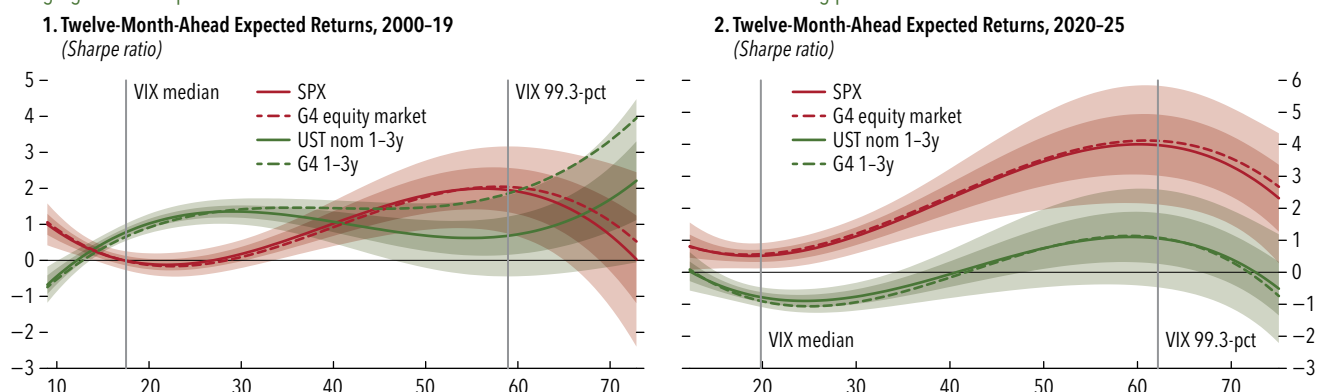 1. Twelve-Month-Ahead Expected Returns, 2000–19
(Sharpe ratio)
5
4
3
2
1
0
−1
−2
−3
VIX median
SPX
G4 equity market
UST nom 1–3y
G4 1–3y
VIX 99.3-pct
10 20 30 40 50 60 70
2. Twelve-Month-Ahead Expected Returns, 2020–25
(Sharpe ratio)
SPX
G4 equity market
UST nom 1–3y
G4 1–3y
VIX median
VIX 99.3-pct
6
5
4
3
2
1
0
−1
−2
−3
20 30 40 50 60 70